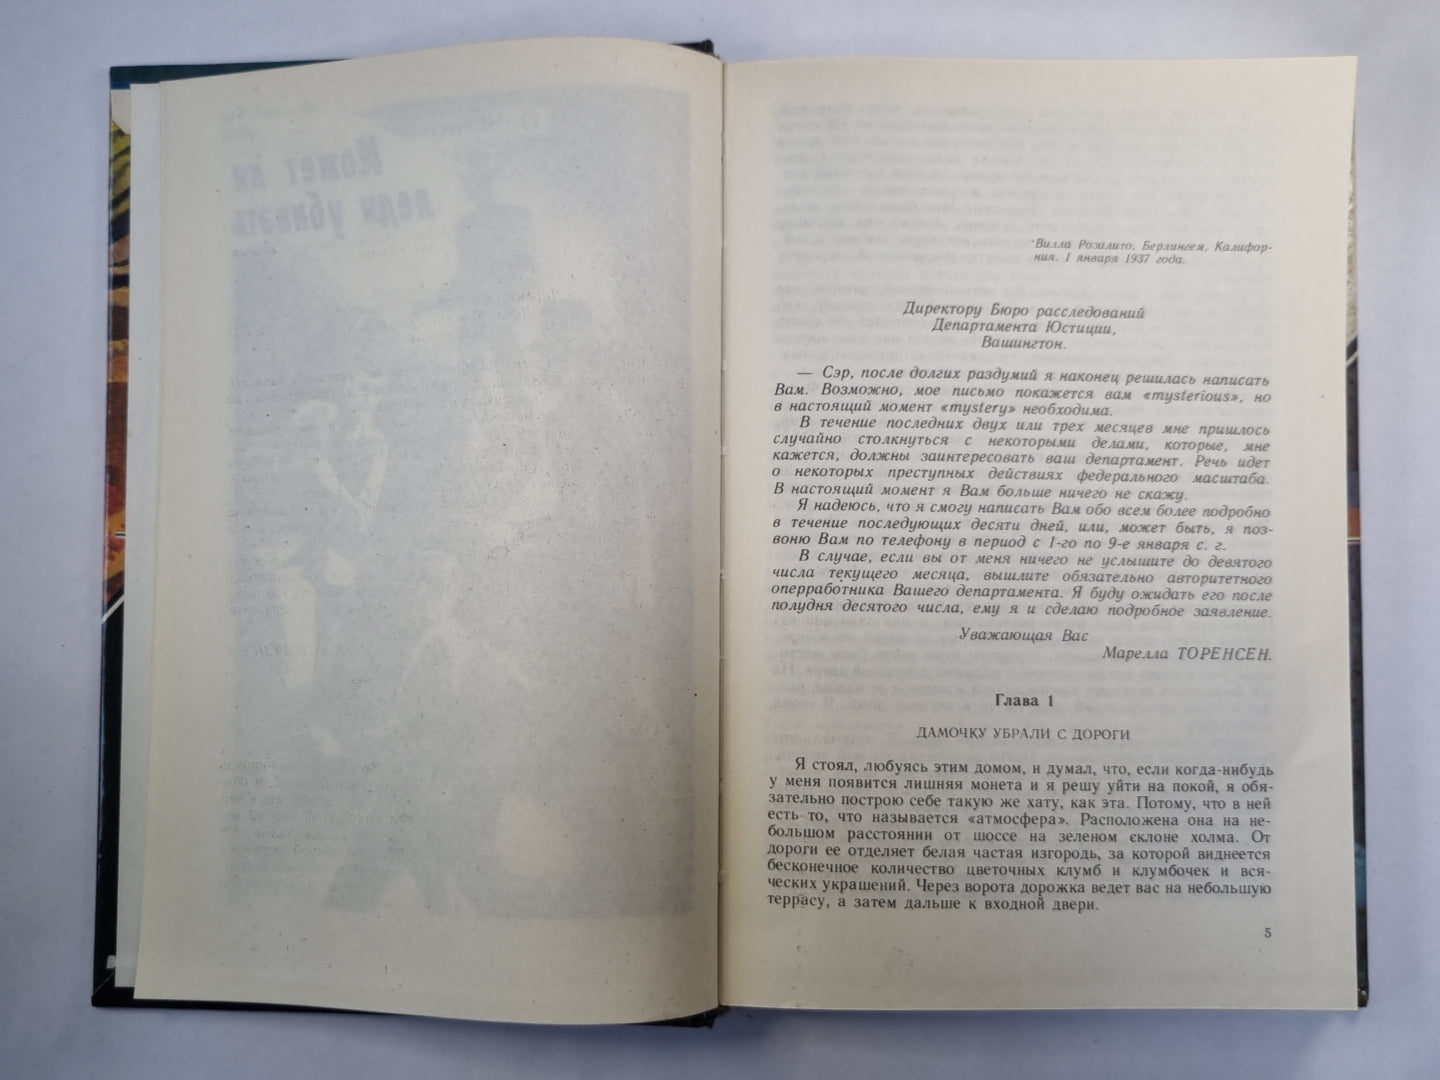 Вилла Розалито, Берлингем, Калифор-
ния. 1 января 1937 года.
Директору Бюро расследований
Департамента Юстиции,
Вашингтон.
— Сэр, после долгих раздумий я наконец решилась написать
Вам. Возможно, мое письмо покажется вам «mysterious», но
в настоящий момент «mystery» необходима.
В течение последних двух или трех месяцев мне пришлось
случайно столкнуться с некоторыми делами, которые, мне
кажется, должны заинтересовать ваш департамент. Речь идет
о некоторых преступных действиях федерального масштаба.
В настоящий момент я Вам больше ничего не скажу.
Я надеюсь, что я смогу написать Вам обо всем более подробно
в течение последующих десяти дней, или, может быть, я поз-
воню Вам по телефону в период с 1-го по 9-е января с. г.
В случае, если вы от меня ничего не услышите до девятого
числа текущего месяца, вышлите обязательно авторитетного
оперработника Вашего департамента. Я буду ожидать его после
полудня десятого числа, ему я и сделаю подробное заявление.
Уважающая Вас
Марелла ТОРЕНСЕН.
Глава 1
ДАМОЧКУ УБРАЛИ С ДОРОГИ
Я стоял, любуясь этим домом, и думал, что, если когда-нибудь
у меня появится лишняя монета и я решу уйти на покой, я обя-
зательно построю себе такую же хату, как эта. Потому, что в ней
есть то, что называется «атмосфера». Расположена она на не-
большом расстоянии от шоссе на зеленом склоне холма. От
дороги ее отделяет белая частая изгородь, за которой виднеется
бесконечное количество цветочных клумб и клумбочек и вся-
ческих украшений. Через ворота дорожка ведет вас на небольшую
террасу, а затем дальше к входной двери.
5